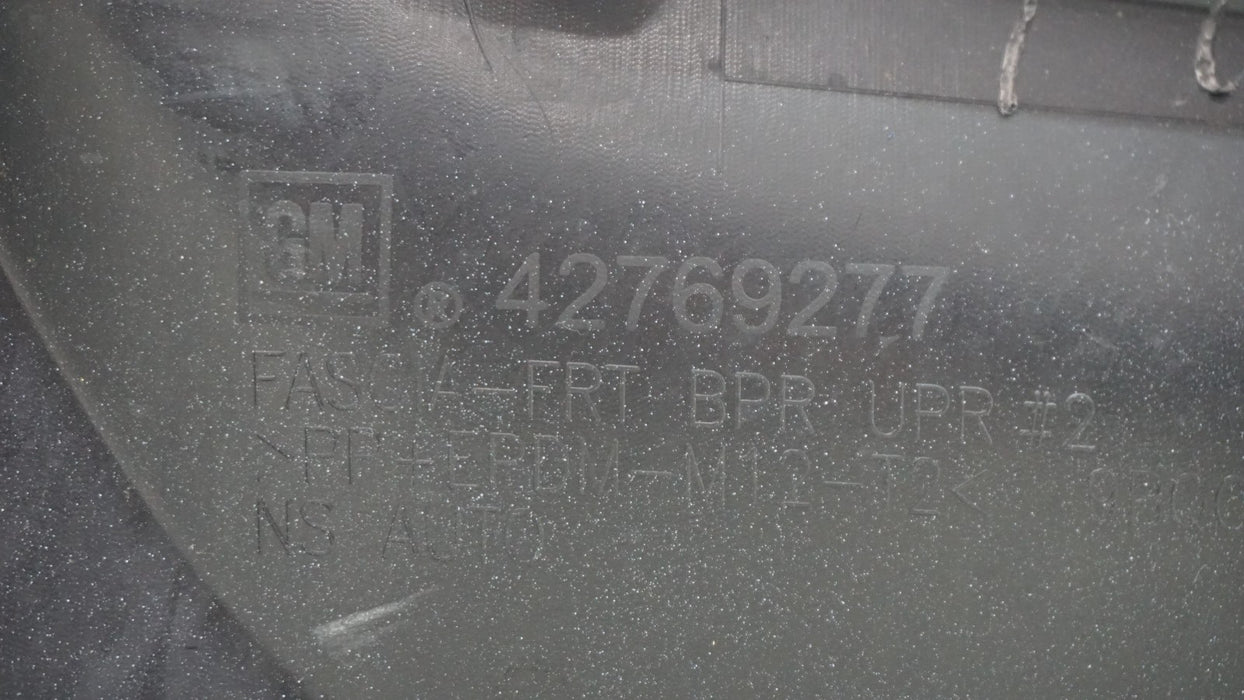 GM ® 42769277
FASCIA-FRT BPR UPR #2
>PP+EPDM-M12-T2<
NS AUTO